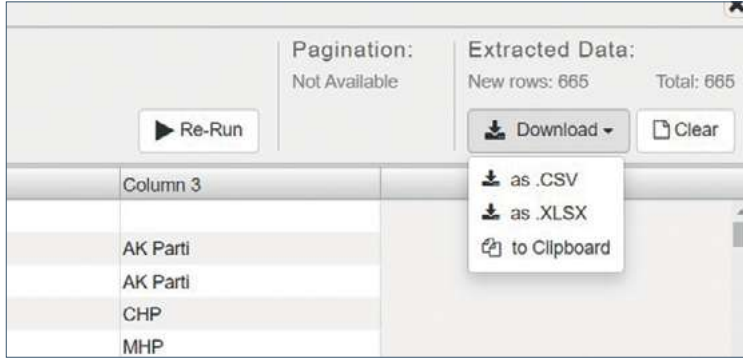 Pagination:
Not Available
Extracted Data:
New rows: 665 Total: 665
Re-Run
Download
Clear
as .CSV
as .XLSX
to Clipboard
Column 3
AK Parti
AK Parti
CHP
MHP